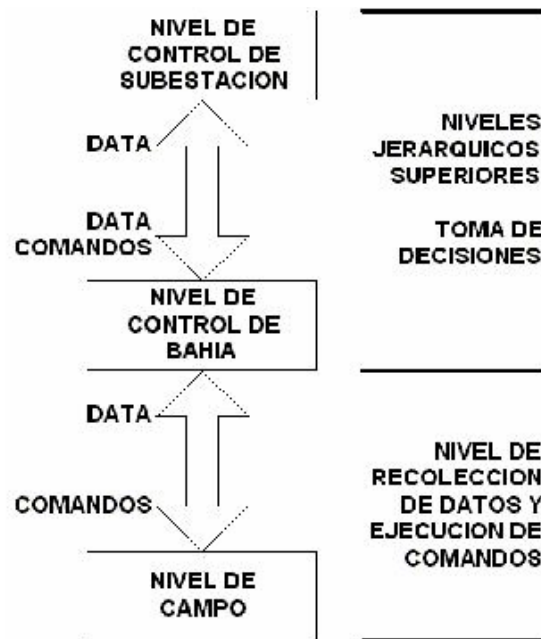 NIVEL DE
CONTROL DE
SUBESTACION
DATA
DATA
COMANDOS
NIVEL DE
CONTROL DE
BAHIA
DATA
COMANDOS
NIVEL DE
CAMPO
NIVELES
JERARQUICOS
SUPERIORES
TOMA DE
DECISIONES
NIVEL DE
RECOLECCION
DE DATOS Y
EJECUCION DE
COMANDOS